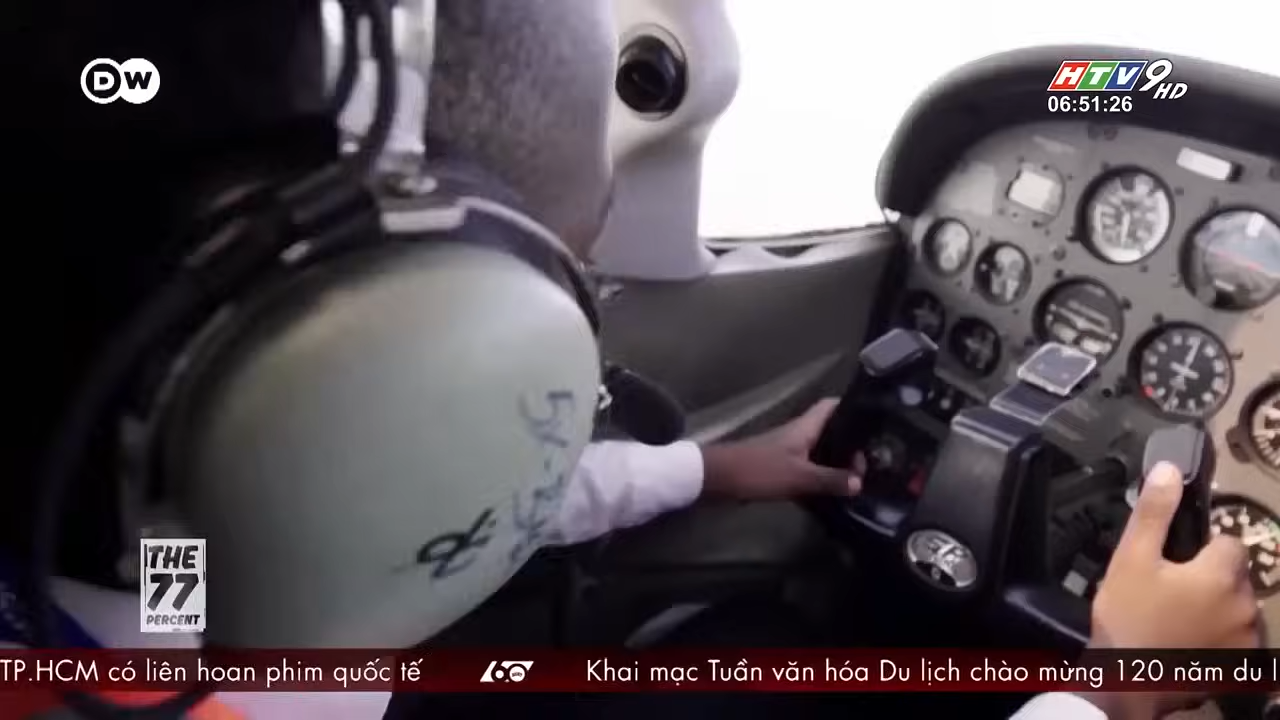 DW
HTV9 HD
06:51:26
THE
77
PERCENT
TP.HCM có liên hoan phim quốc tế
60
Khai mạc Tuần văn hóa Du lịch chào mừng 120 năm du l